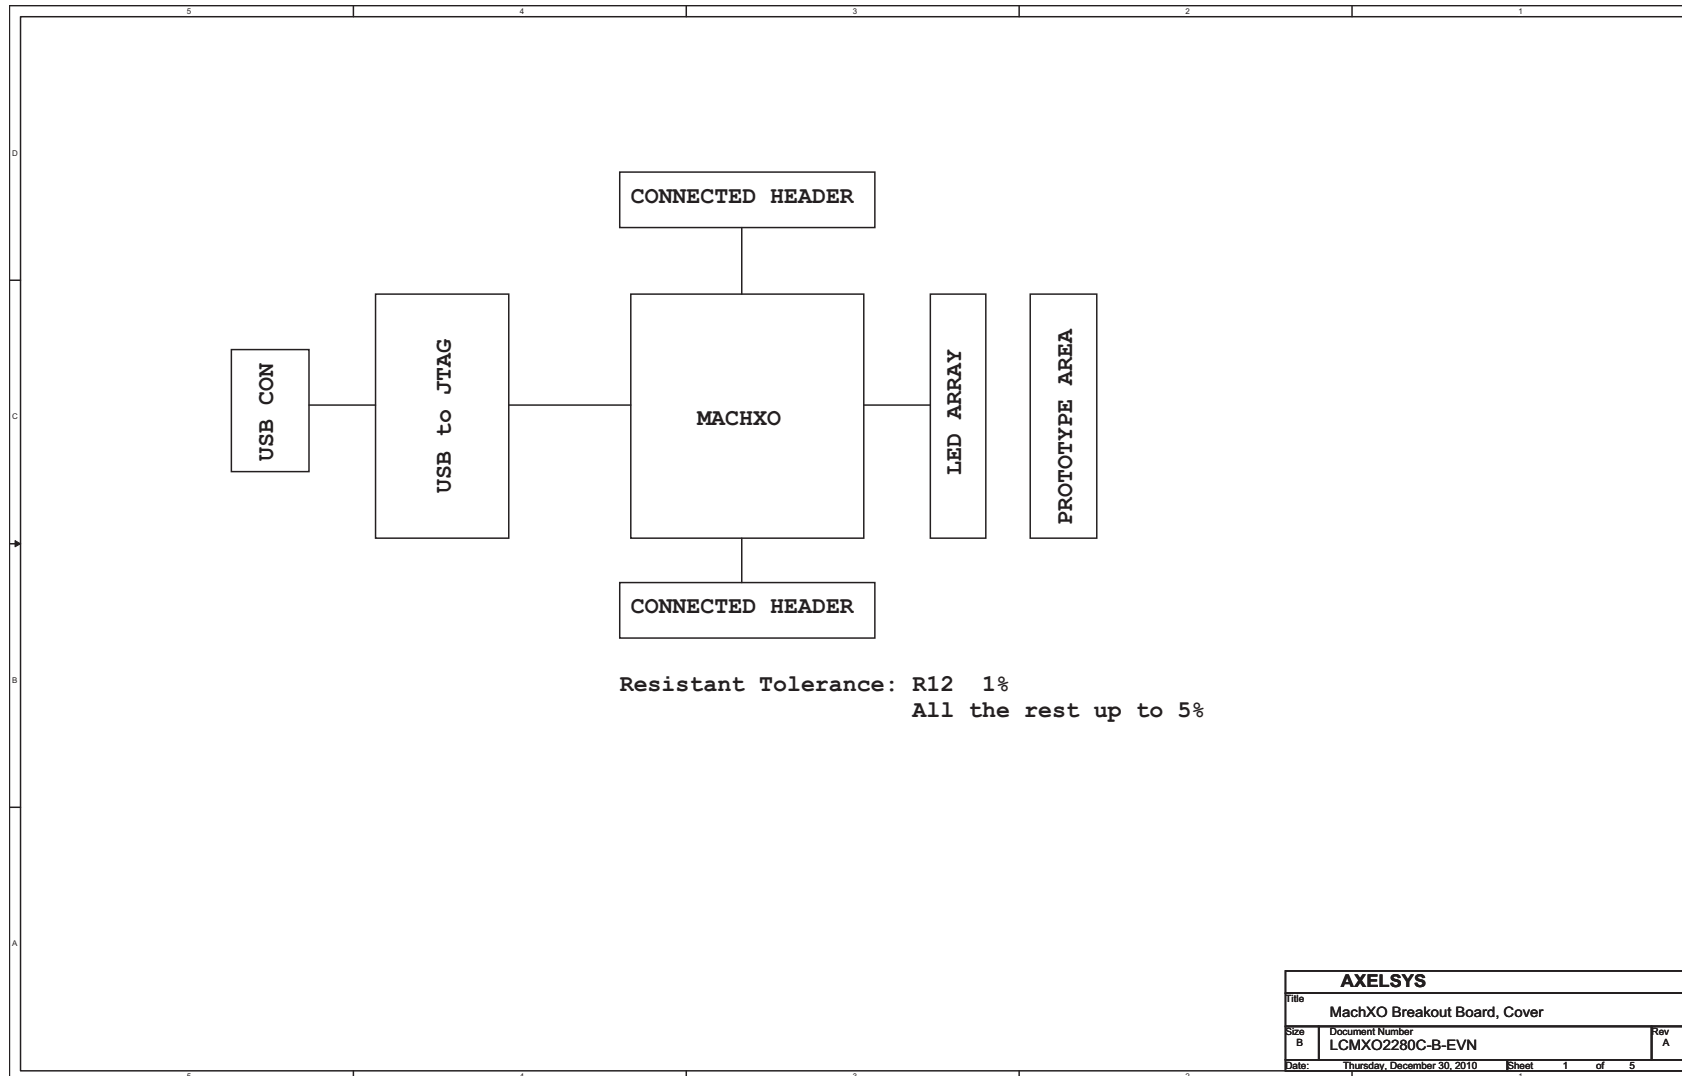 5 4 3 2 1
D
CONNECTED HEADER
USB CON
USB to JTAG
MACHXO
LED ARRAY
PROTOTYPE AREA
C
CONNECTED HEADER
B
Resistant Tolerance: R12 1%
All the rest up to 5%
A
AXELSYS
Title
MachXO Breakout Board, Cover
Size Document Number Rev
B LCMXO2280C-B-EVN A
Date: Thursday, December 30, 2010 Sheet 1 of 5
5 4 3 2 1